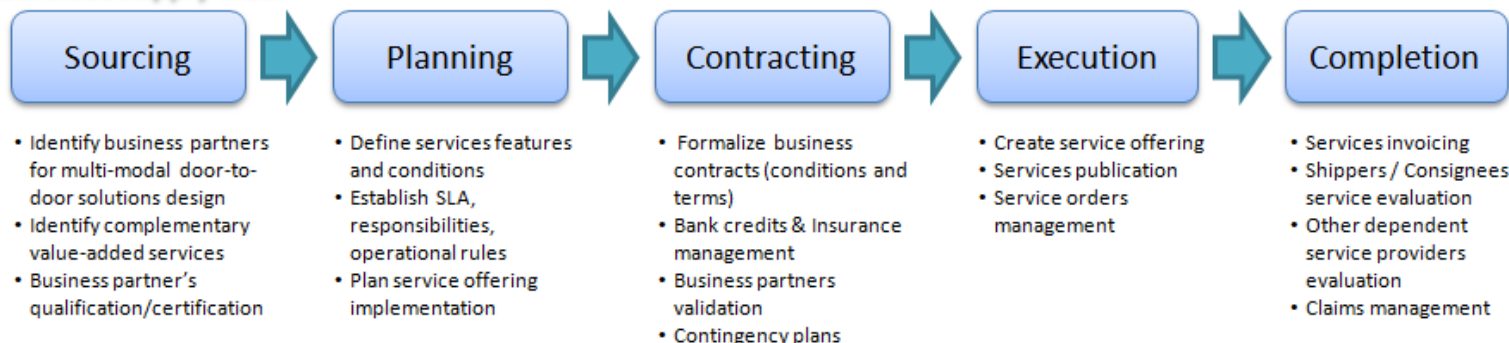 Sourcing
Planning
Contracting
Execution
Completion
• Identify business partners
for multi-modal door-to-
door solutions design
• Identify complementary
value-added services
• Business partner's
qualification/certification
• Define services features
and conditions
• Establish SLA,
responsibilities,
operational rules
• Plan service offering
implementation
• Formalize business
contracts (conditions and
terms)
• Bank credits & Insurance
management
• Business partners
validation
• Contingency plans
• Create service offering
• Services publication
• Service orders
management
• Services invoicing
• Shippers / Consignees
service evaluation
• Other dependent
service providers
evaluation
• Claims management